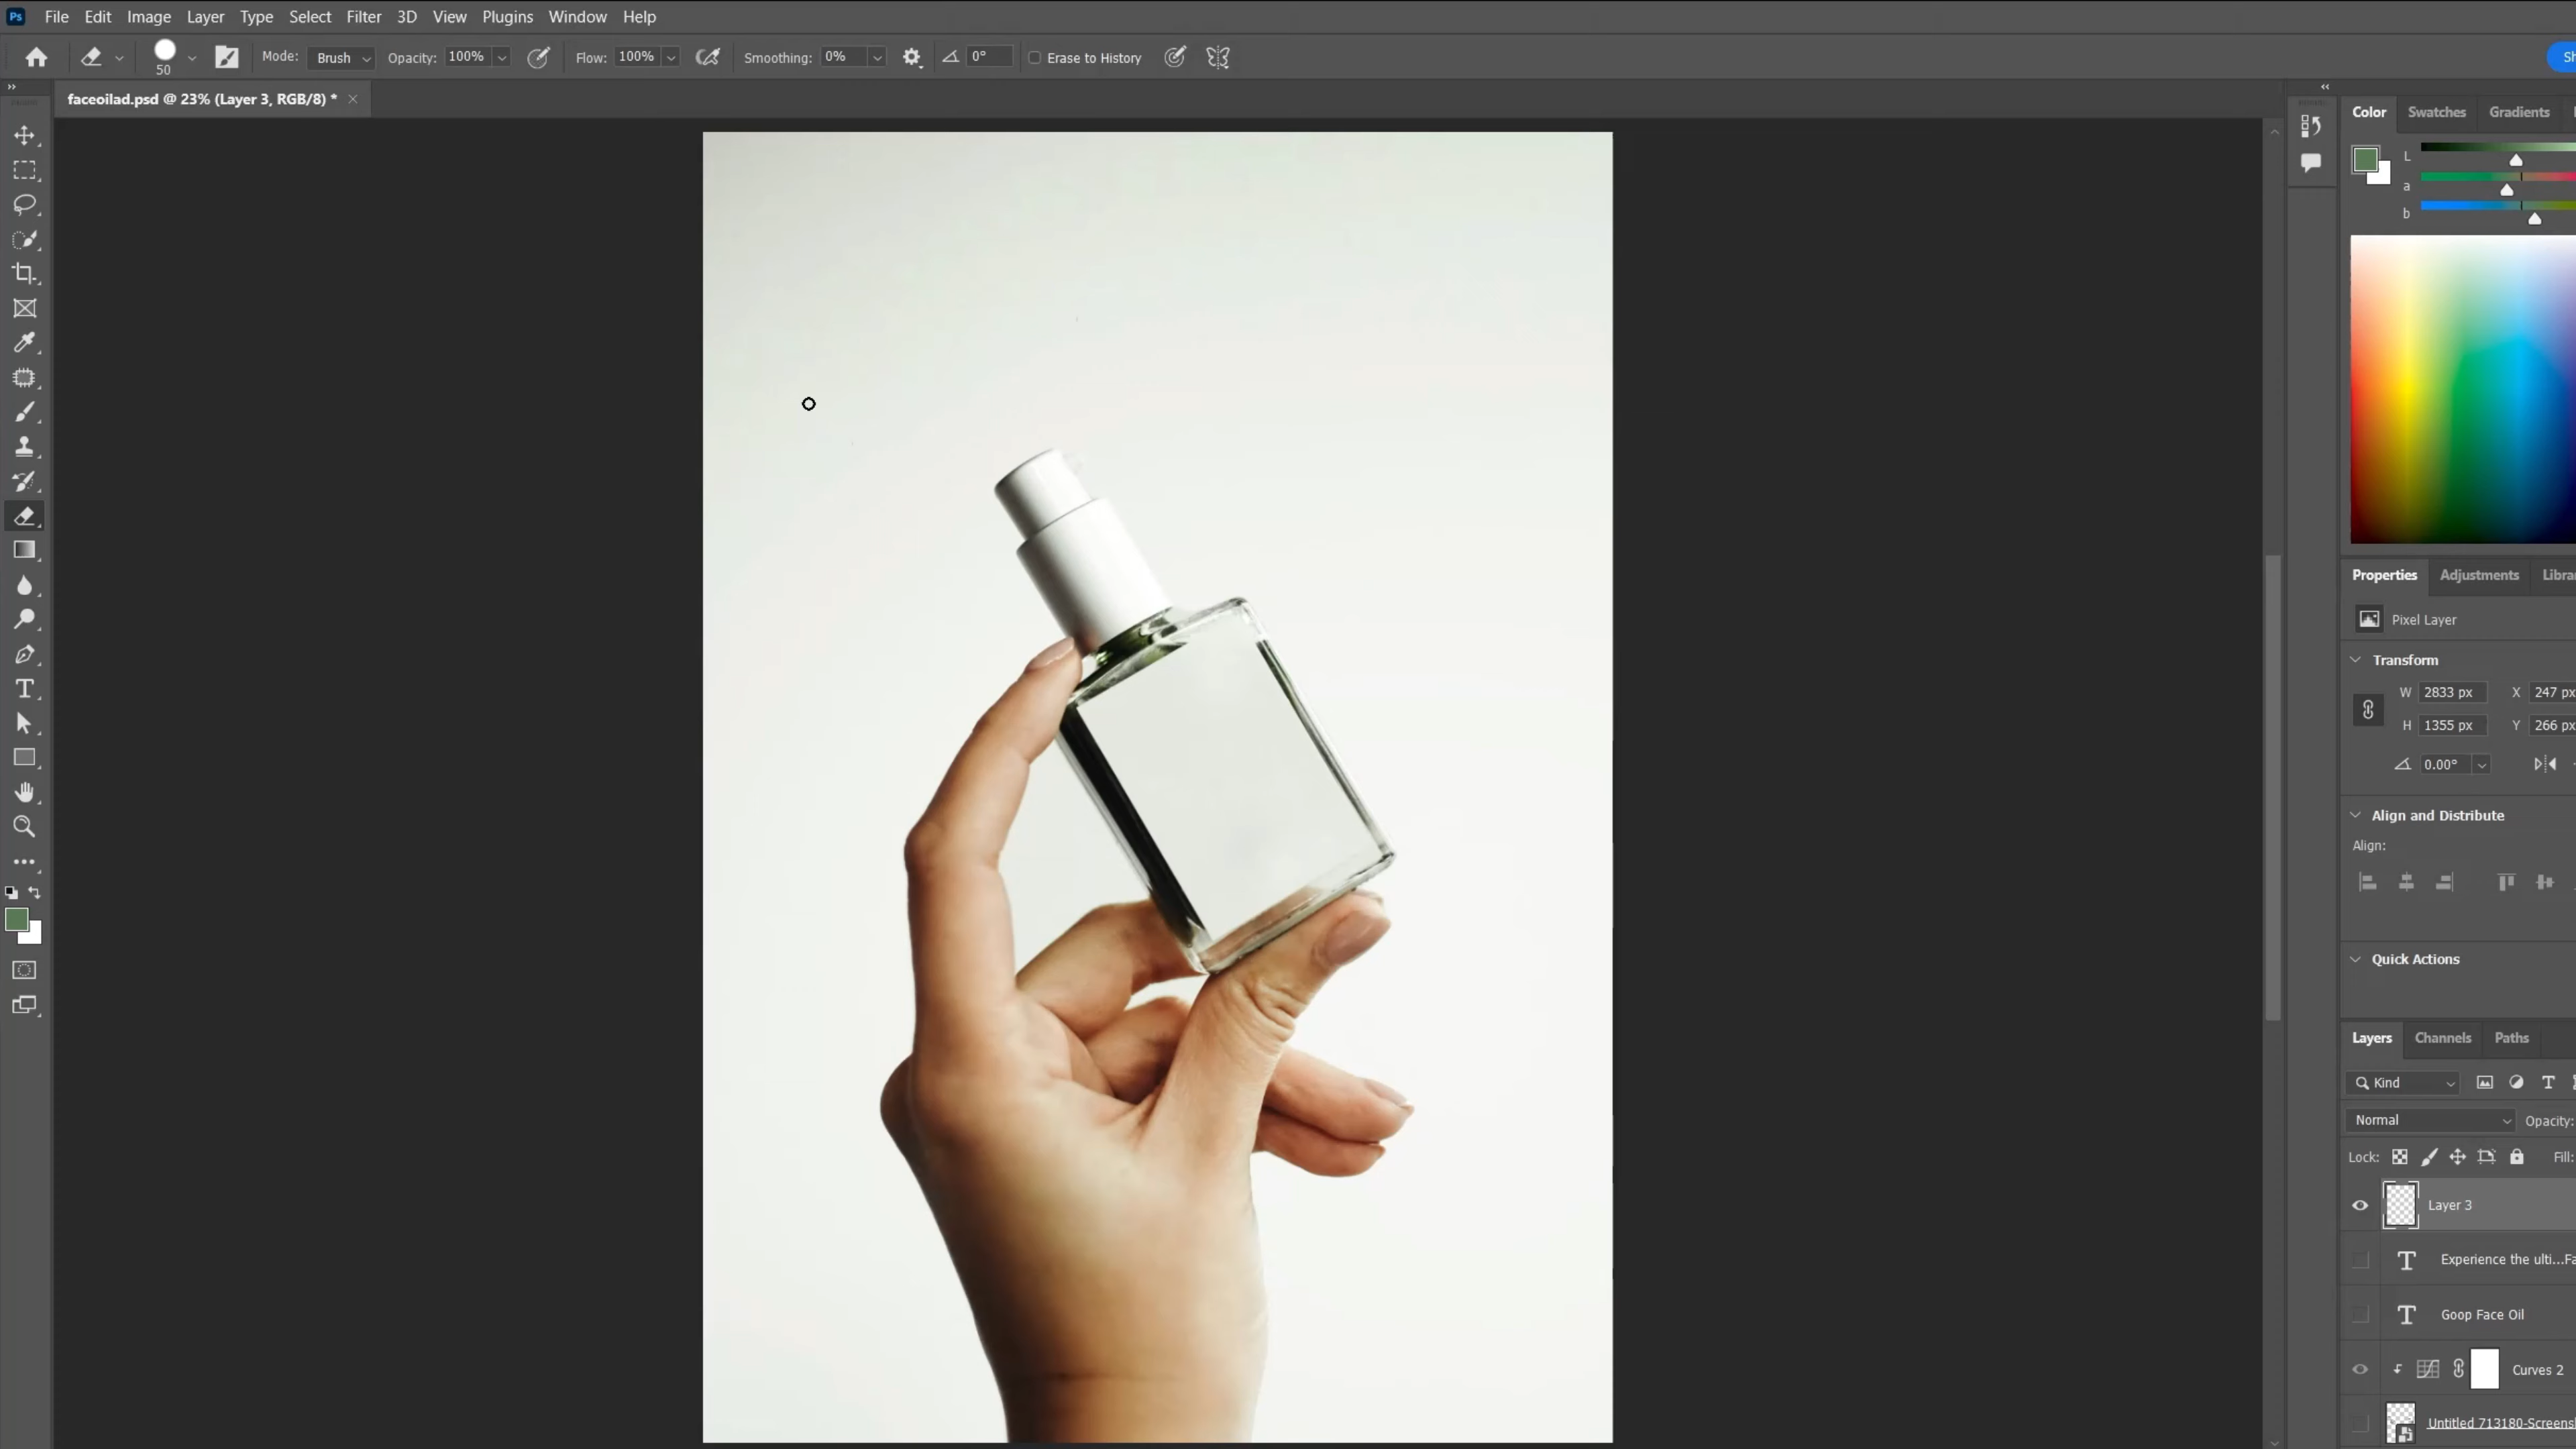 Ps File Edit Image Layer Type Select Filter 3D View Plugins Window Help
50 Mode: Brush Opacity: 100% Flow: 100% Smoothing: 0% 0° Erase to History
faceoilad.psd @ 23% (Layer 3, RGB/8) *
Color Swatches Gradients
L
a
b
Properties Adjustments
Pixel Layer
Transform
W 2833 px X 247 px
H 1355 px Y 266 px
0.00°
Align and Distribute
Align:
Quick Actions
Layers Channels Paths
Kind
Normal Opacity:
Lock: Fill:
Layer 3
Experience the ulti...Fa
Goop Face Oil
Curves 2
Untitled 713180-Screens